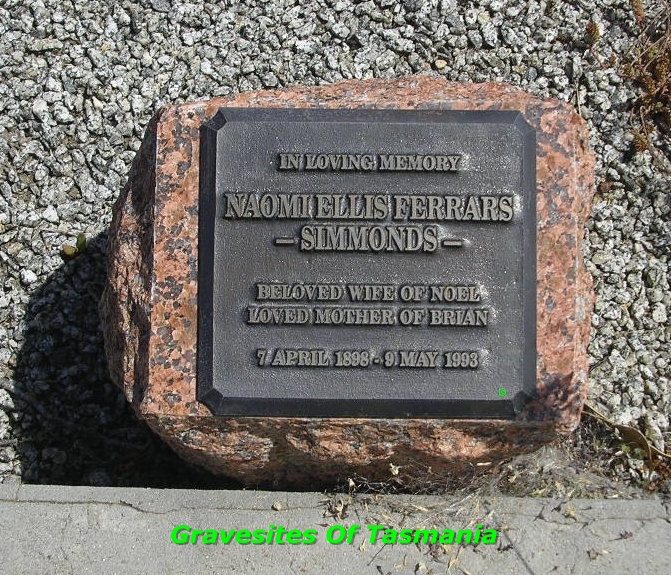 IN LOVING MEMORY
NAOMI ELLIS FERRARS
– SIMMONDS –
BELOVED WIFE OF NOEL
LOVED MOTHER OF BRIAN
7 APRIL 1898 - 9 MAY 1993
Gravesites Of Tasmania